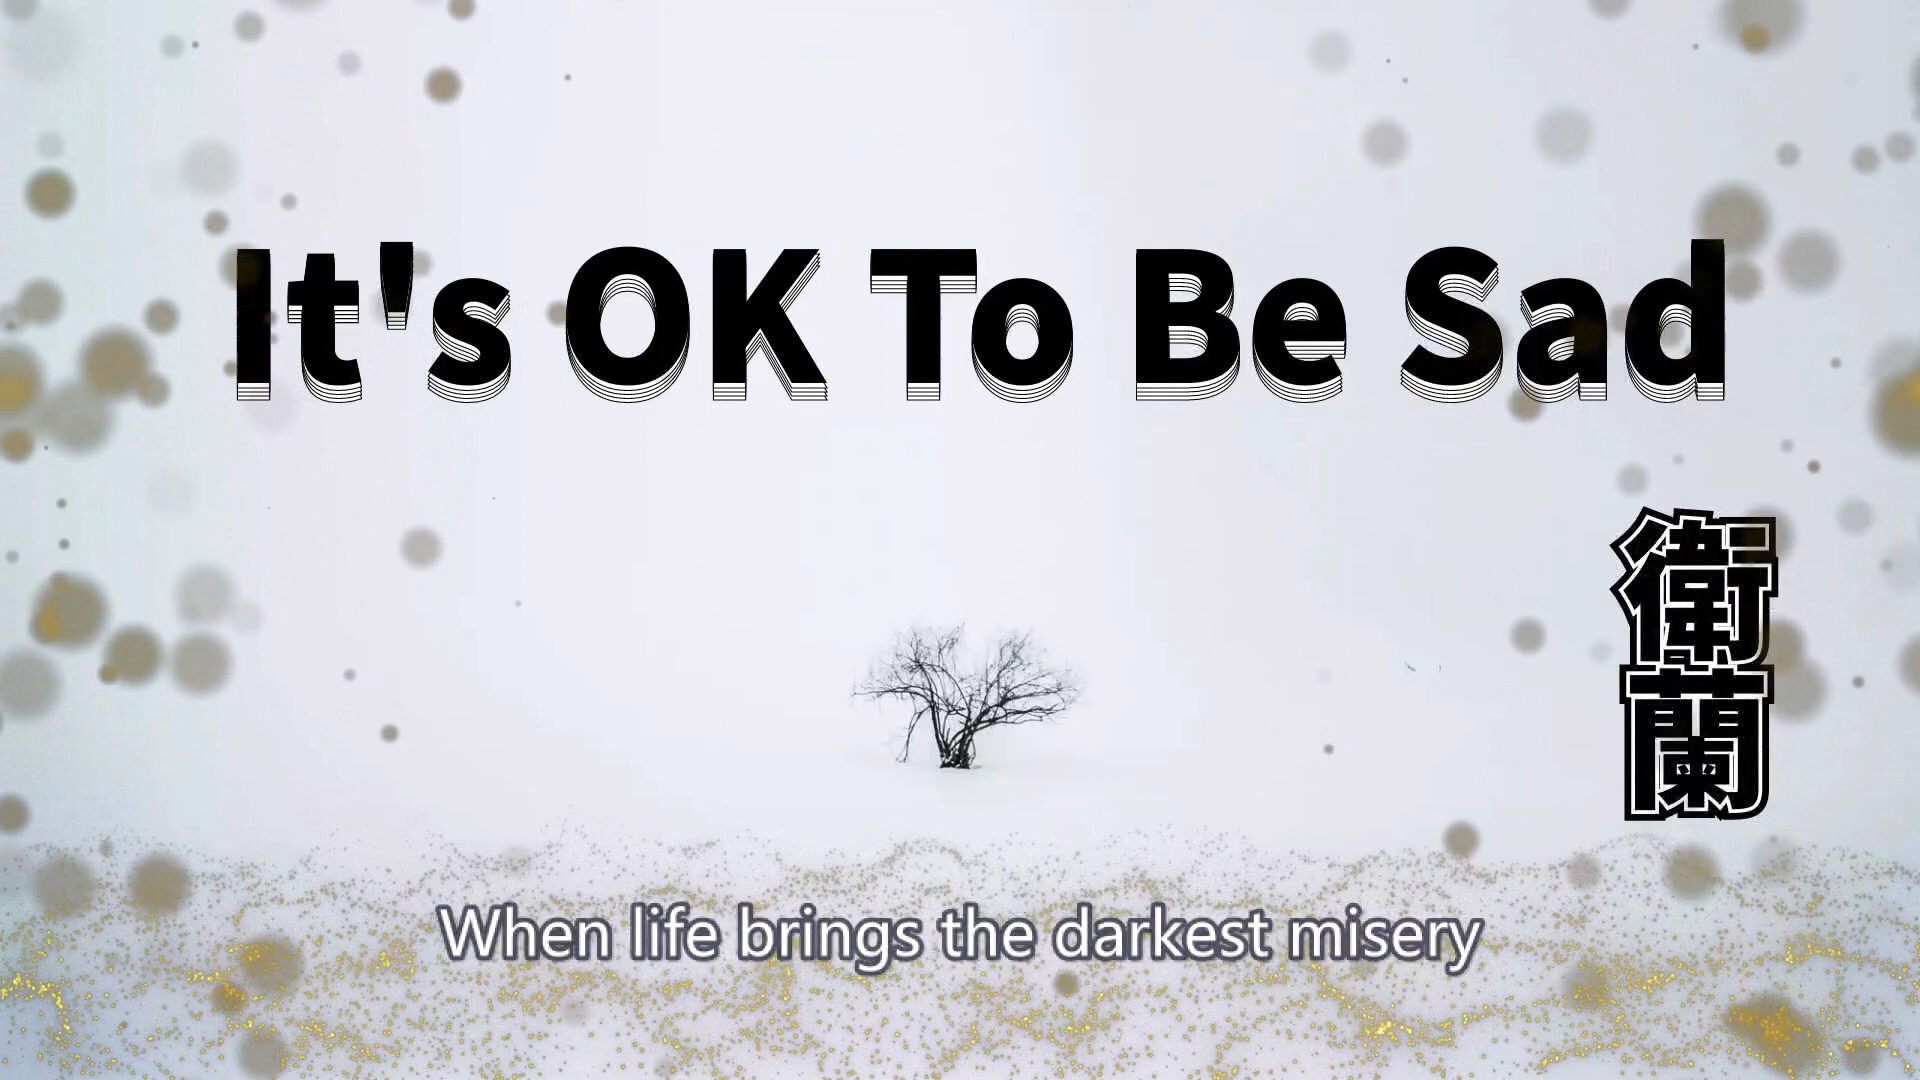 It's OK To Be Sad
衛蘭
When life brings the darkest misery